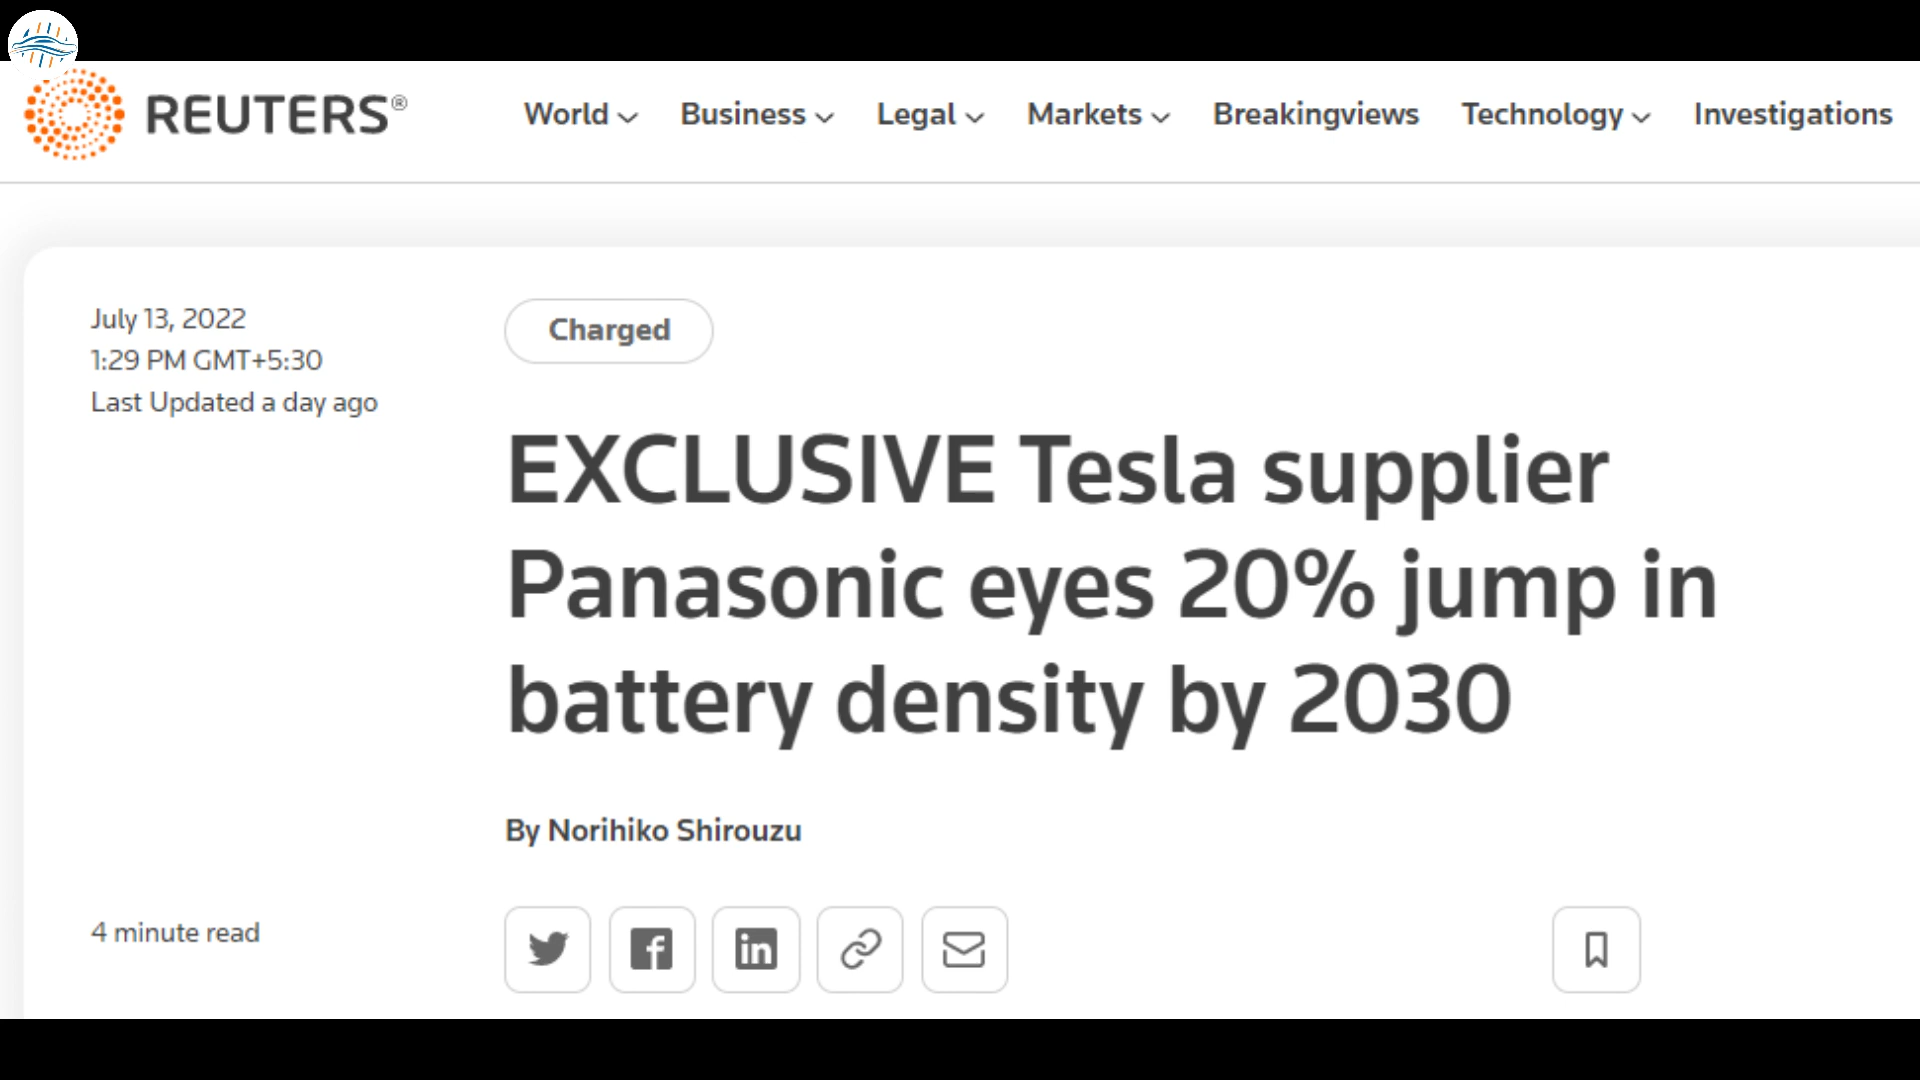 REUTERS®
World Business Legal Markets Breakingviews Technology Investigations
July 13, 2022
1:29 PM GMT+5:30
Last Updated a day ago
Charged
EXCLUSIVE Tesla supplier
Panasonic eyes 20% jump in
battery density by 2030
By Norihiko Shirouzu
4 minute read